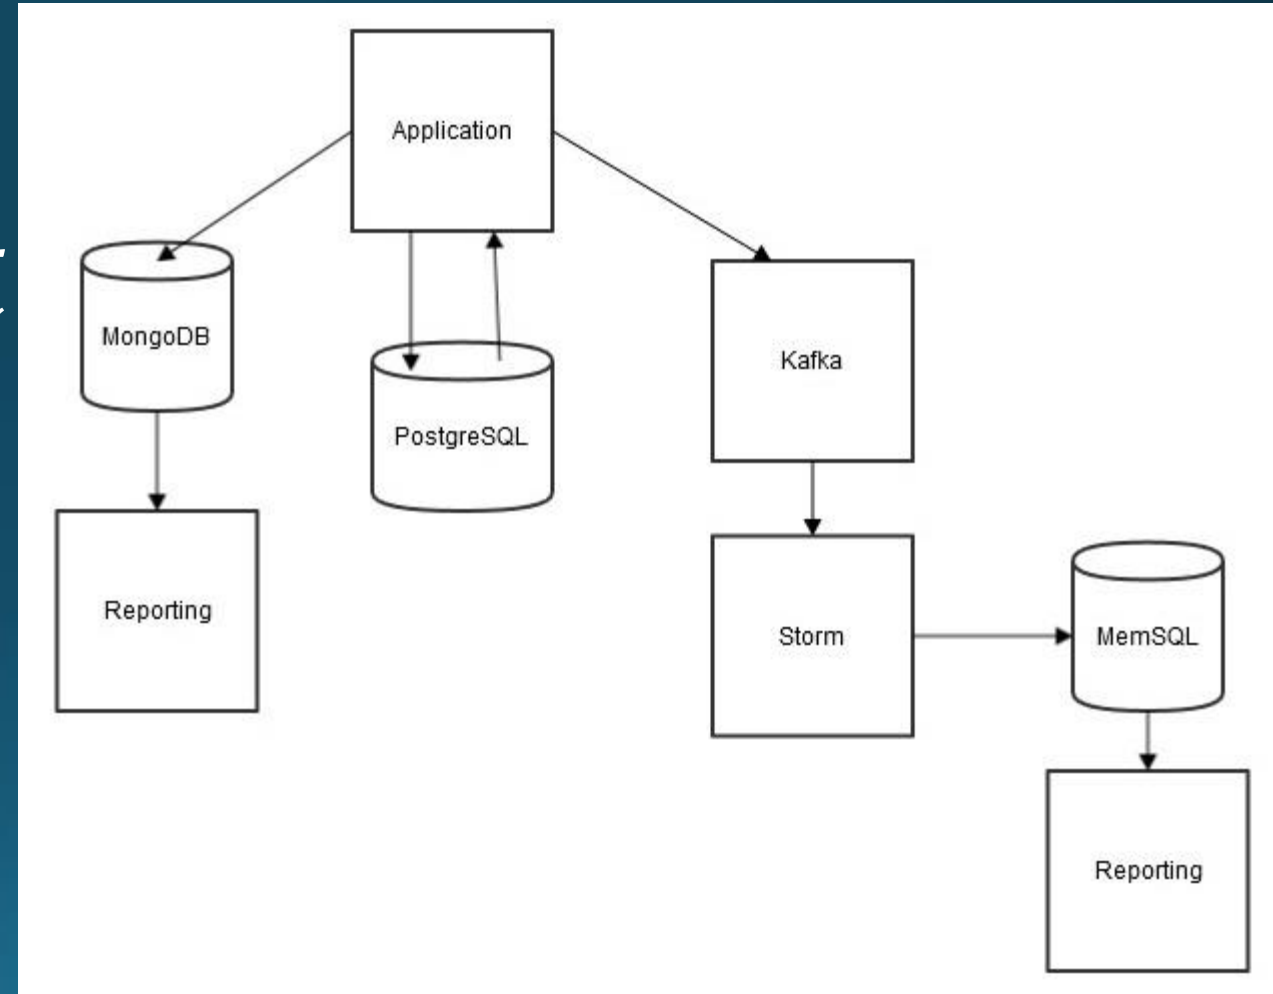 Application
MongoDB
PostgreSQL
Kafka
Reporting
Storm
MemSQL
Reporting